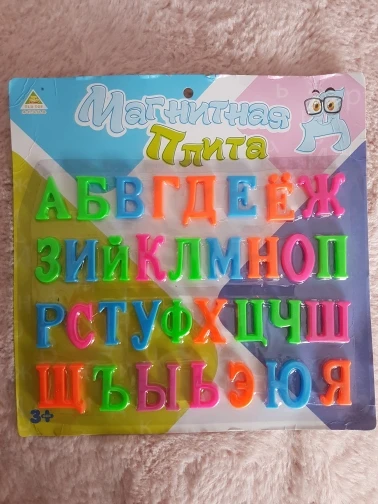 Магнитная
Плита
АБВГДЕЁЖ
ЗИЙКЛМНОП
РСТУФХЦЧШ
ЩЪЫЬЭЮЯ
3+